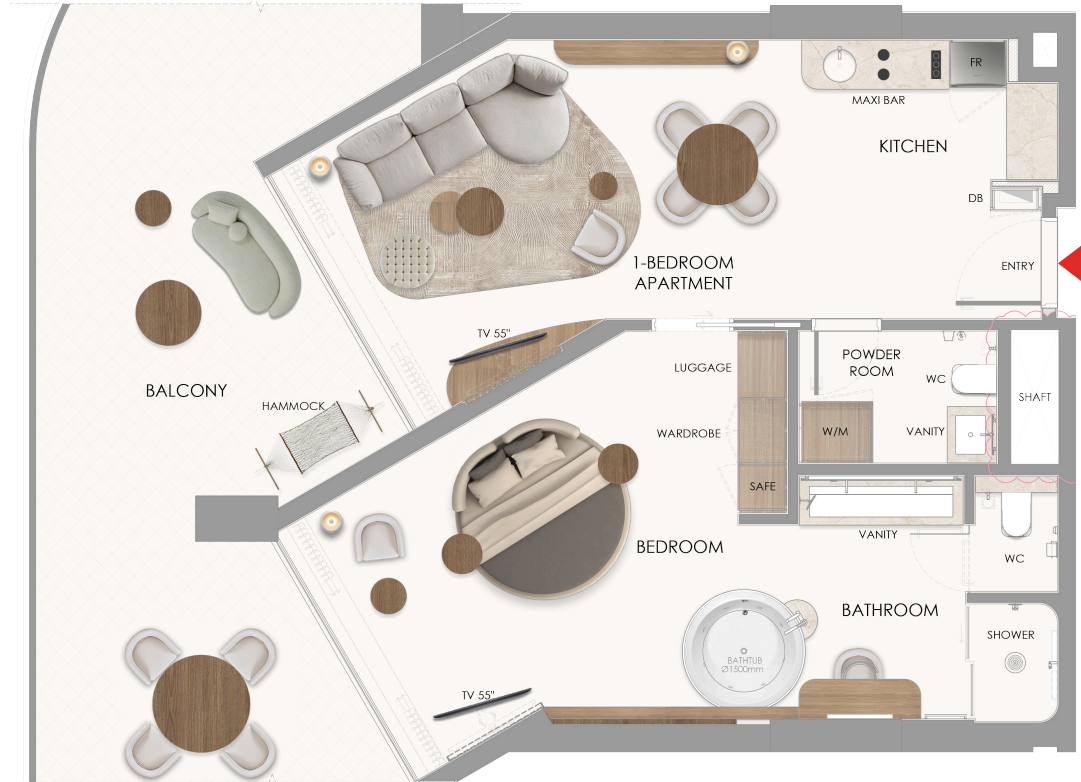 FR
MAXI BAR
KITCHEN
DB
1-BEDROOM
APARTMENT
ENTRY
TV 55"
POWDER
ROOM
LUGGAGE
WC
SHAFT
BALCONY
HAMMOCK
WARDROBE
W/M
VANITY
SAFE
VANITY
BEDROOM
WC
BATHROOM
SHOWER
BATHTUB
Ø1500mm
TV 55"